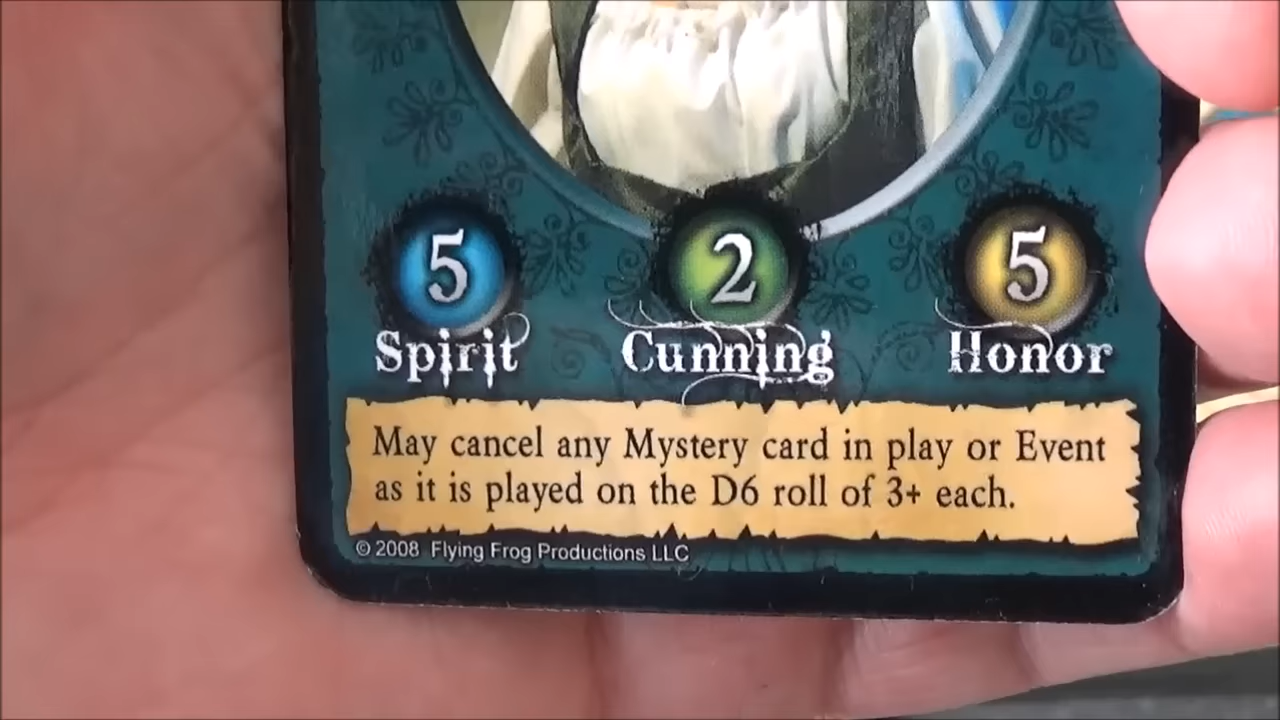 5 2 5
Spirit Cunning Honor
May cancel any Mystery card in play or Event
as it is played on the D6 roll of 3+ each.
© 2008 Flying Frog Productions LLC